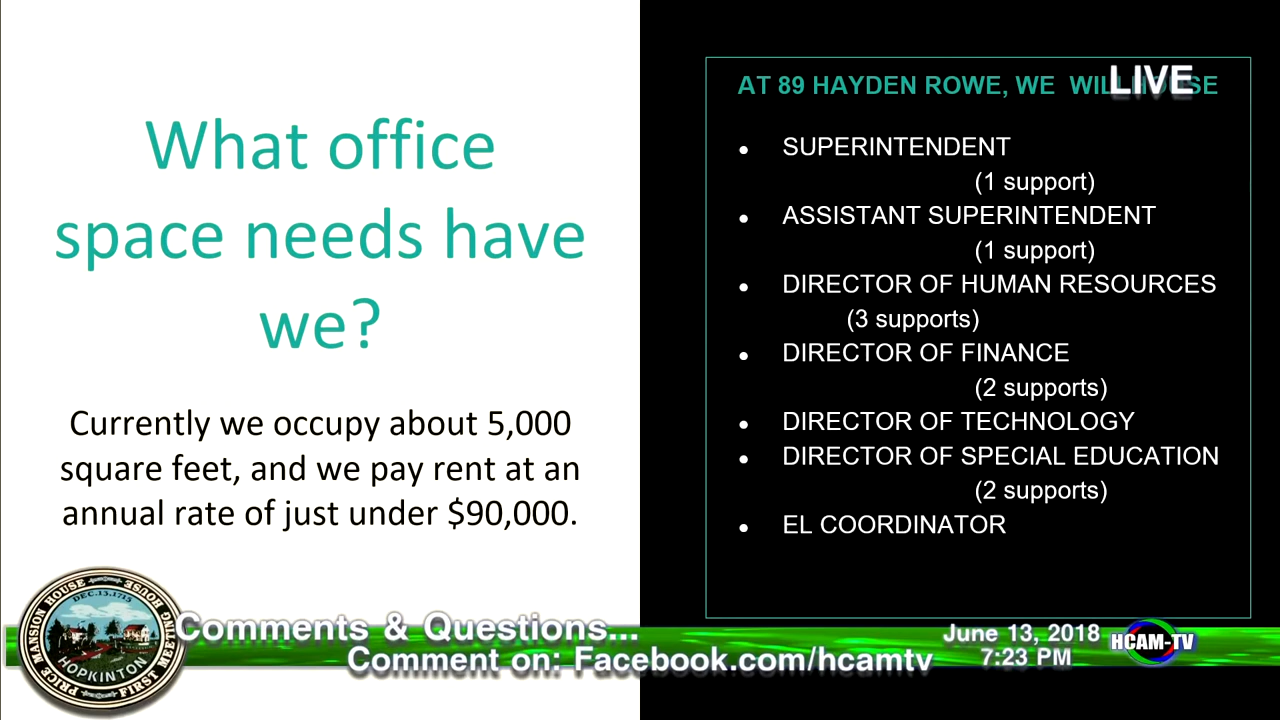 What office
space needs have
we?
Currently we occupy about 5,000
square feet, and we pay rent at an
annual rate of just under $90,000.
LIVE
AT 89 HAYDEN ROWE, WE WILL HOUSE
● SUPERINTENDENT
(1 support)
● ASSISTANT SUPERINTENDENT
(1 support)
● DIRECTOR OF HUMAN RESOURCES
(3 supports)
● DIRECTOR OF FINANCE
(2 supports)
● DIRECTOR OF TECHNOLOGY
● DIRECTOR OF SPECIAL EDUCATION
(2 supports)
● EL COORDINATOR
PRICE MANSION HOUSE
FIRST MEETING HOUSE
DEC.13.1715
HOPKINTON
Comments & Questions...
Comment on: Facebook.com/hcamtv
June 13, 2018
7:23 PM
HCAM-TV